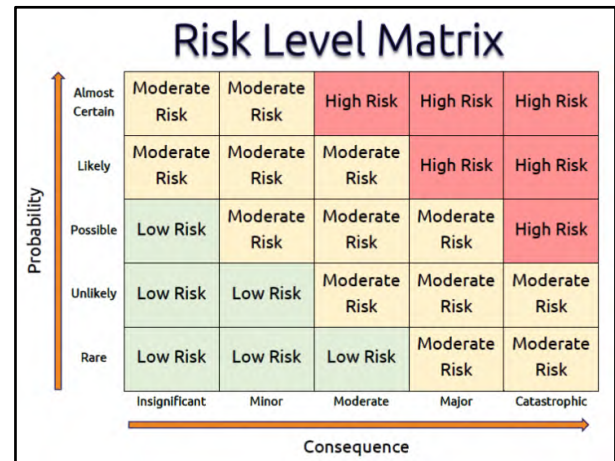 Risk Level Matrix
Almost
Certain
Moderate
Risk
Moderate
Risk
High Risk
High Risk
High Risk
Likely
Moderate
Risk
Moderate
Risk
Moderate
Risk
High Risk
High Risk
Probability
Possible
Low Risk
Moderate
Risk
Moderate
Risk
Moderate
Risk
High Risk
Unlikely
Low Risk
Low Risk
Moderate
Risk
Moderate
Risk
Moderate
Risk
Rare
Low Risk
Low Risk
Low Risk
Moderate
Risk
Moderate
Risk
Insignificant
Minor
Moderate
Major
Catastrophic
Consequence